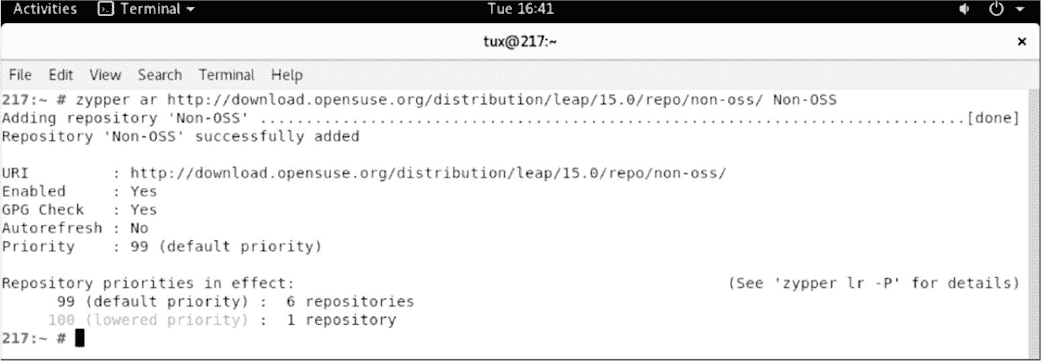 Activities Terminal Tue 16:41
tux@217:~ ×
File Edit View Search Terminal Help
217:~ # zypper ar http://download.opensuse.org/distribution/leap/15.0/repo/non-oss/ Non-OSS
Adding repository 'Non-OSS' .............................................................................[done]
Repository 'Non-OSS' successfully added
URI : http://download.opensuse.org/distribution/leap/15.0/repo/non-oss/
Enabled : Yes
GPG Check : Yes
Autorefresh : No
Priority : 99 (default priority)
Repository priorities in effect: (See 'zypper lr -P' for details)
99 (default priority) : 6 repositories
100 (lowered priority) : 1 repository
217:~ #